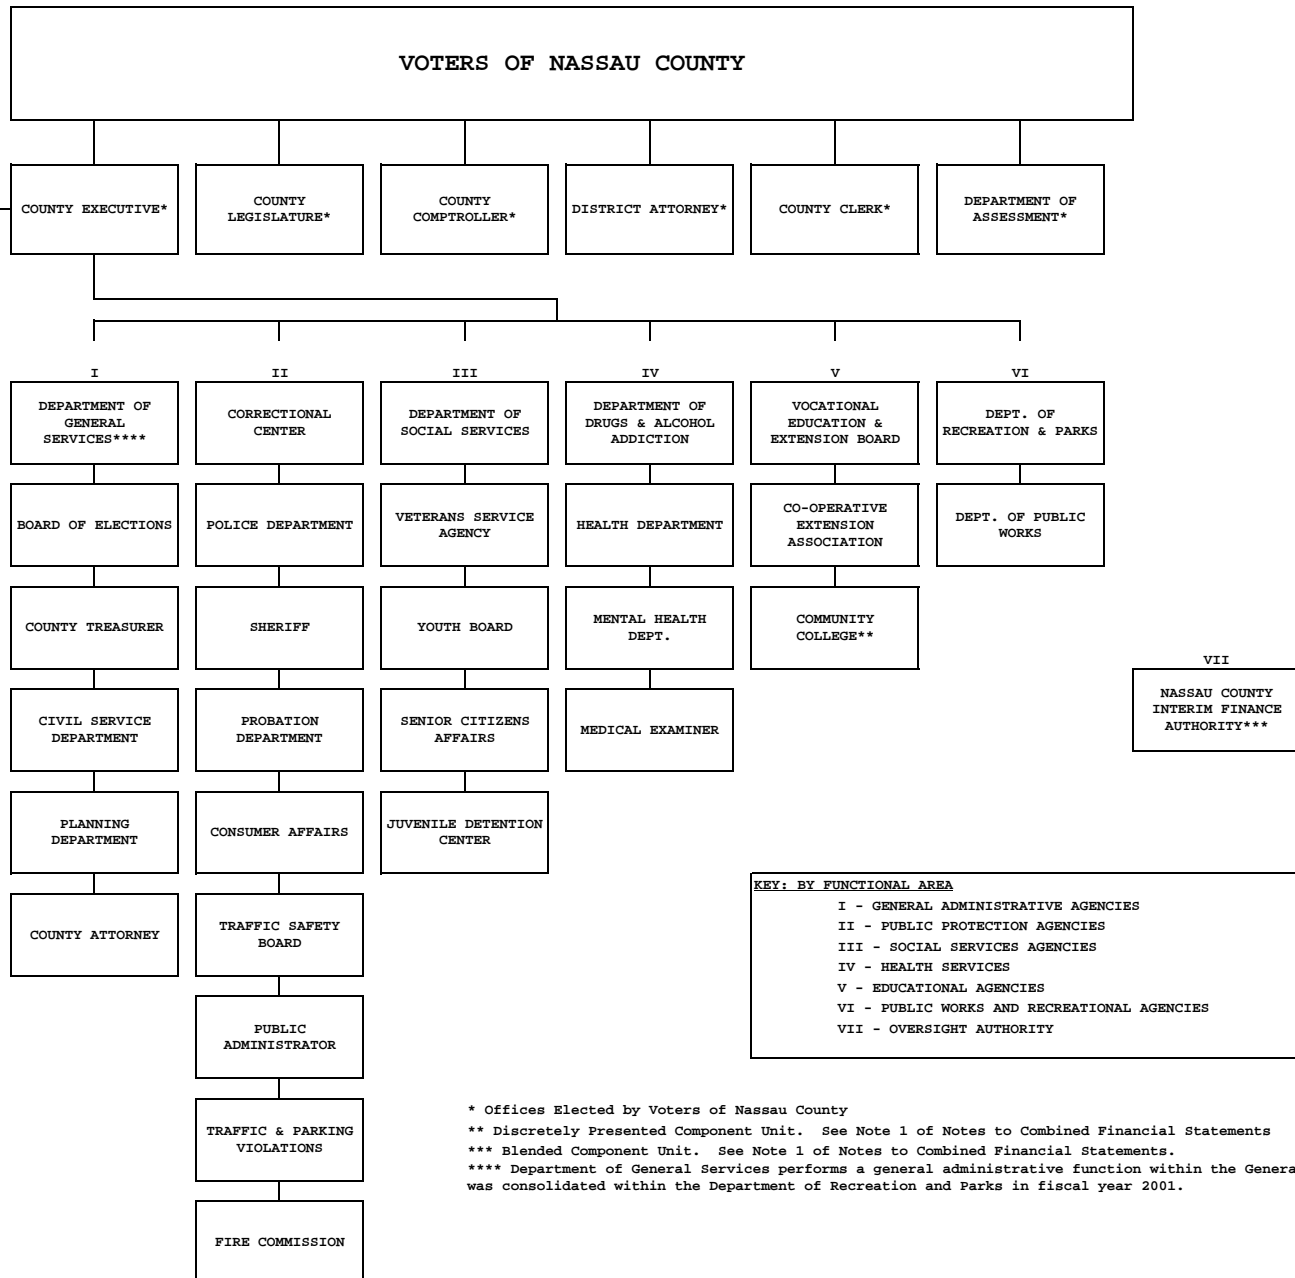 VOTERS OF NASSAU COUNTY
COUNTY EXECUTIVE*
COUNTY
LEGISLATURE*
COUNTY
COMPTROLLER*
DISTRICT ATTORNEY*
COUNTY CLERK*
DEPARTMENT OF
ASSESSMENT*
I
DEPARTMENT OF
GENERAL
SERVICES****
BOARD OF ELECTIONS
COUNTY TREASURER
CIVIL SERVICE
DEPARTMENT
PLANNING
DEPARTMENT
COUNTY ATTORNEY
II
CORRECTIONAL
CENTER
POLICE DEPARTMENT
SHERIFF
PROBATION
DEPARTMENT
CONSUMER AFFAIRS
TRAFFIC SAFETY
BOARD
PUBLIC
ADMINISTRATOR
TRAFFIC & PARKING
VIOLATIONS
FIRE COMMISSION
III
DEPARTMENT OF
SOCIAL SERVICES
VETERANS SERVICE
AGENCY
YOUTH BOARD
SENIOR CITIZENS
AFFAIRS
JUVENILE DETENTION
CENTER
IV
DEPARTMENT OF
DRUGS & ALCOHOL
ADDICTION
HEALTH DEPARTMENT
MENTAL HEALTH
DEPT.
MEDICAL EXAMINER
V
VOCATIONAL
EDUCATION &
EXTENSION BOARD
CO-OPERATIVE
EXTENSION
ASSOCIATION
COMMUNITY
COLLEGE**
VI
DEPT. OF
RECREATION & PARKS
DEPT. OF PUBLIC
WORKS
VII
NASSAU COUNTY
INTERIM FINANCE
AUTHORITY***
KEY: BY FUNCTIONAL AREA
I - GENERAL ADMINISTRATIVE AGENCIES
II - PUBLIC PROTECTION AGENCIES
III - SOCIAL SERVICES AGENCIES
IV - HEALTH SERVICES
V - EDUCATIONAL AGENCIES
VI - PUBLIC WORKS AND RECREATIONAL AGENCIES
VII - OVERSIGHT AUTHORITY
* Offices Elected by Voters of Nassau County
** Discretely Presented Component Unit. See Note 1 of Notes to Combined Financial Statements
*** Blended Component Unit. See Note 1 of Notes to Combined Financial Statements.
**** Department of General Services performs a general administrative function within the Genera
was consolidated within the Department of Recreation and Parks in fiscal year 2001.